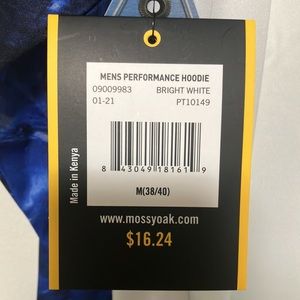 MENS PERFORMANCE HOODIE
09009983 BRIGHT WHITE
01-21 PT10149
8 43049 18161 9
M(38/40)
Made in Kenya
www.mossyoak.com
$16.24